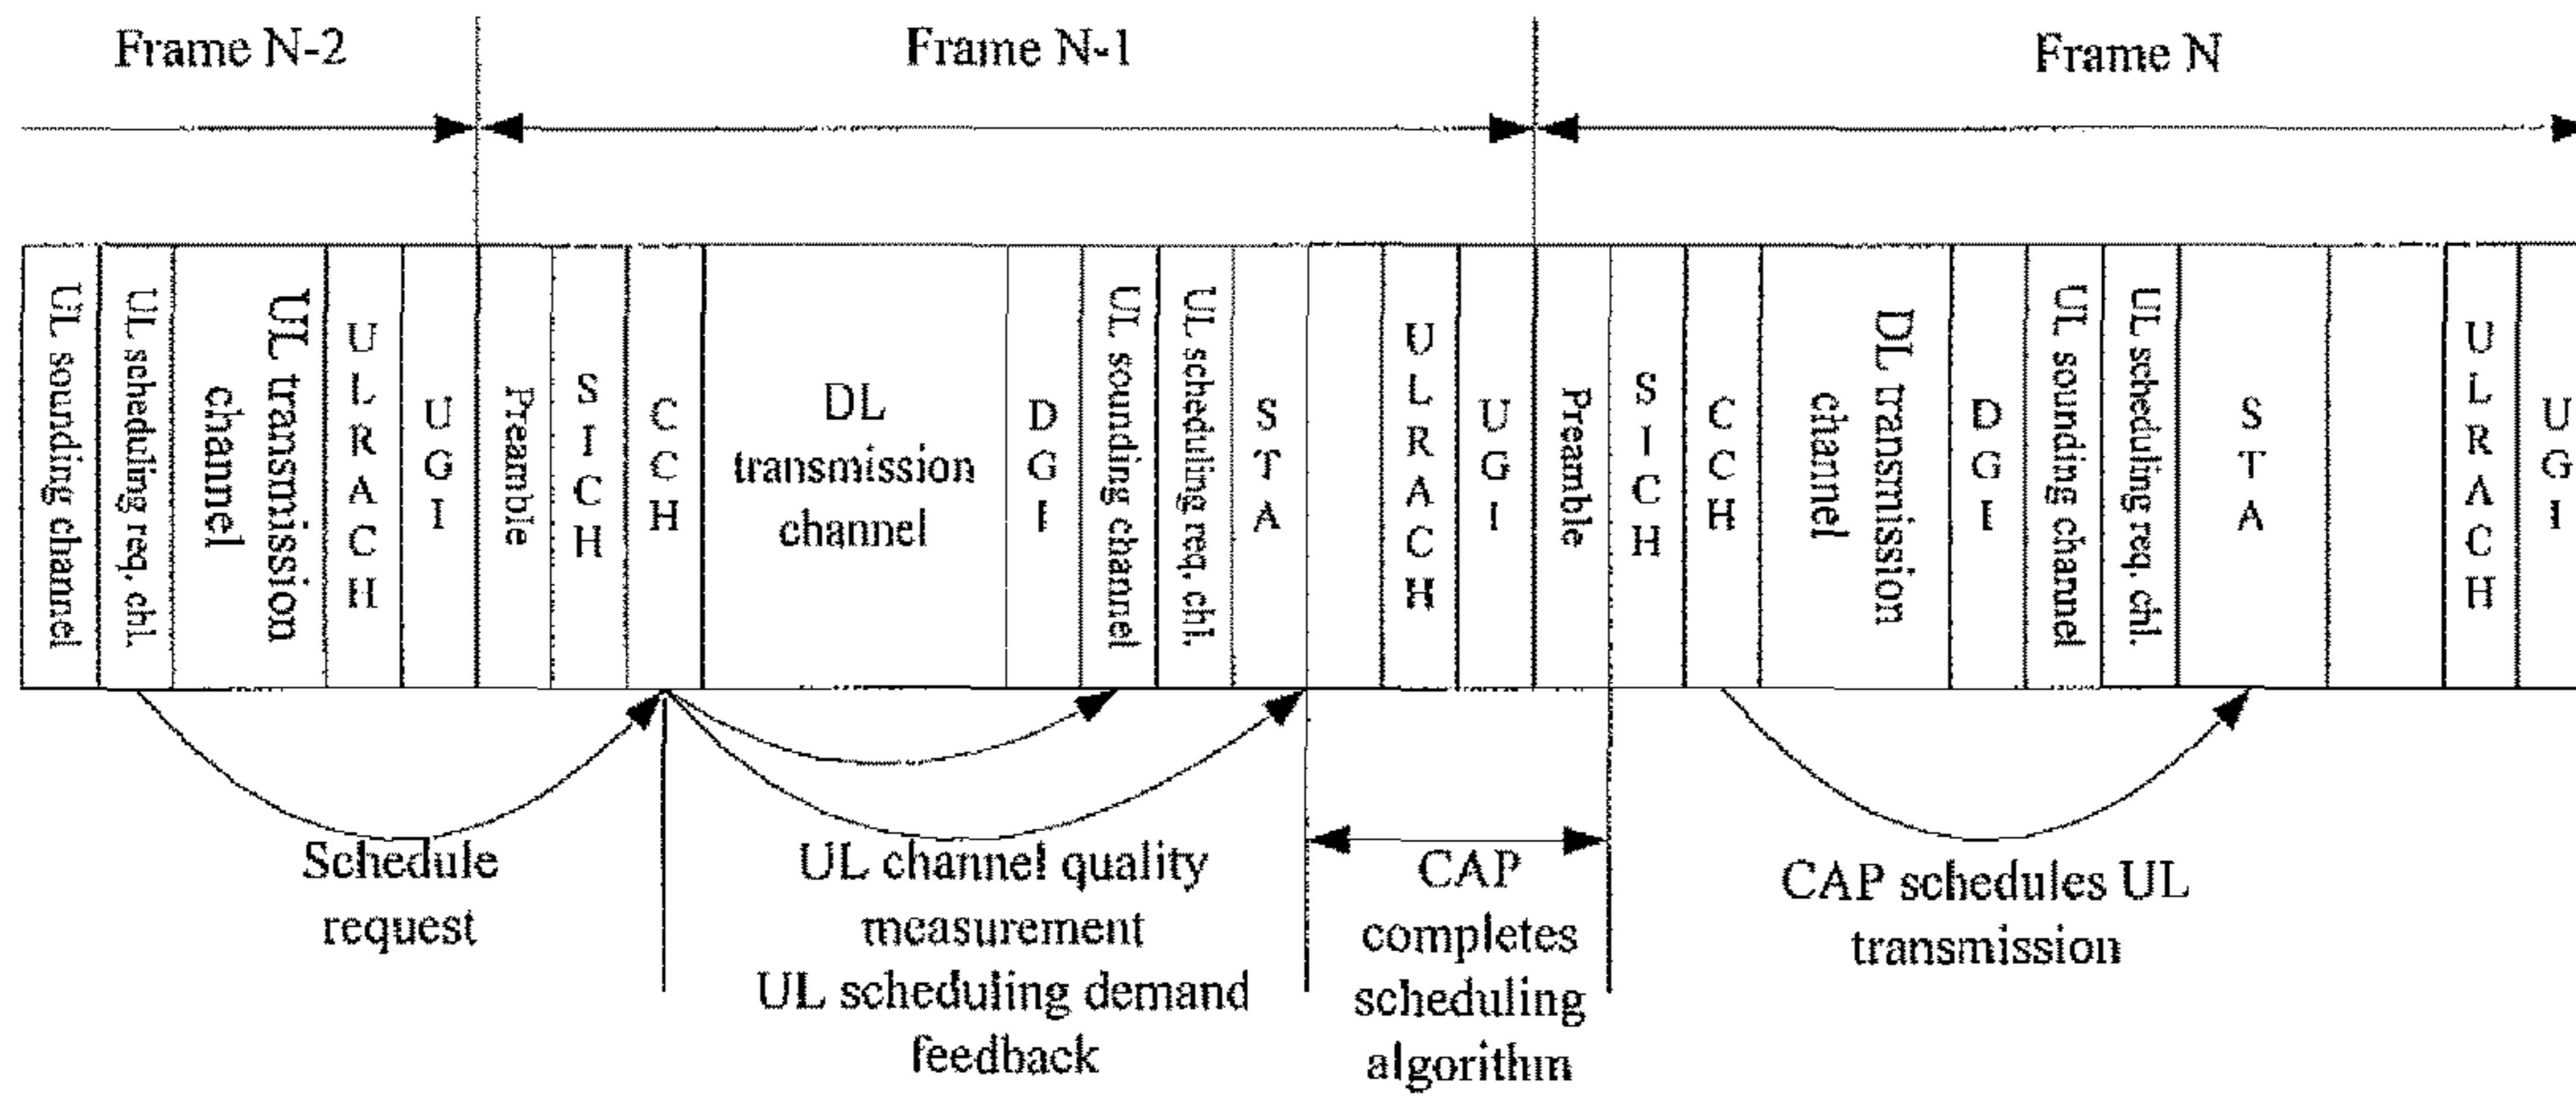 Frame N-2
Frame N-1
Frame N
UL sounding channel
UL scheduling req. chl.
UL transmission
channel
ULRACH
UGI
Preamble
SICH
CCH
DL
transmission
channel
DGI
UL sounding channel
UL scheduling req. chl.
STA
ULRACH
UGI
Preamble
SICH
CCH
DL transmission
channel
DGI
UL sounding channel
UL scheduling req. chl.
STA
ULRACH
UGI
Schedule
request
UL channel quality
measurement
UL scheduling demand
feedback
CAP
completes
scheduling
algorithm
CAP schedules UL
transmission